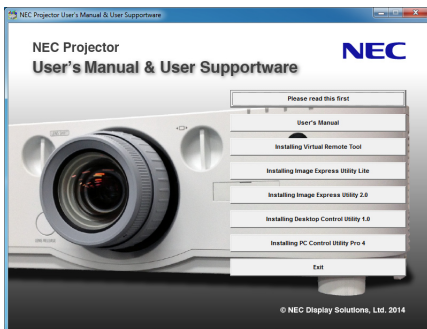 NEC Projector User's Manual & User Supportware
NEC Projector
NEC
User's Manual & User Supportware
Please read this first
User's Manual
Installing Virtual Remote Tool
Installing Image Express Utility Lite
Installing Image Express Utility 2.0
Installing Desktop Control Utility 1.0
Installing PC Control Utility Pro 4
Exit
© NEC Display Solutions, Ltd. 2014